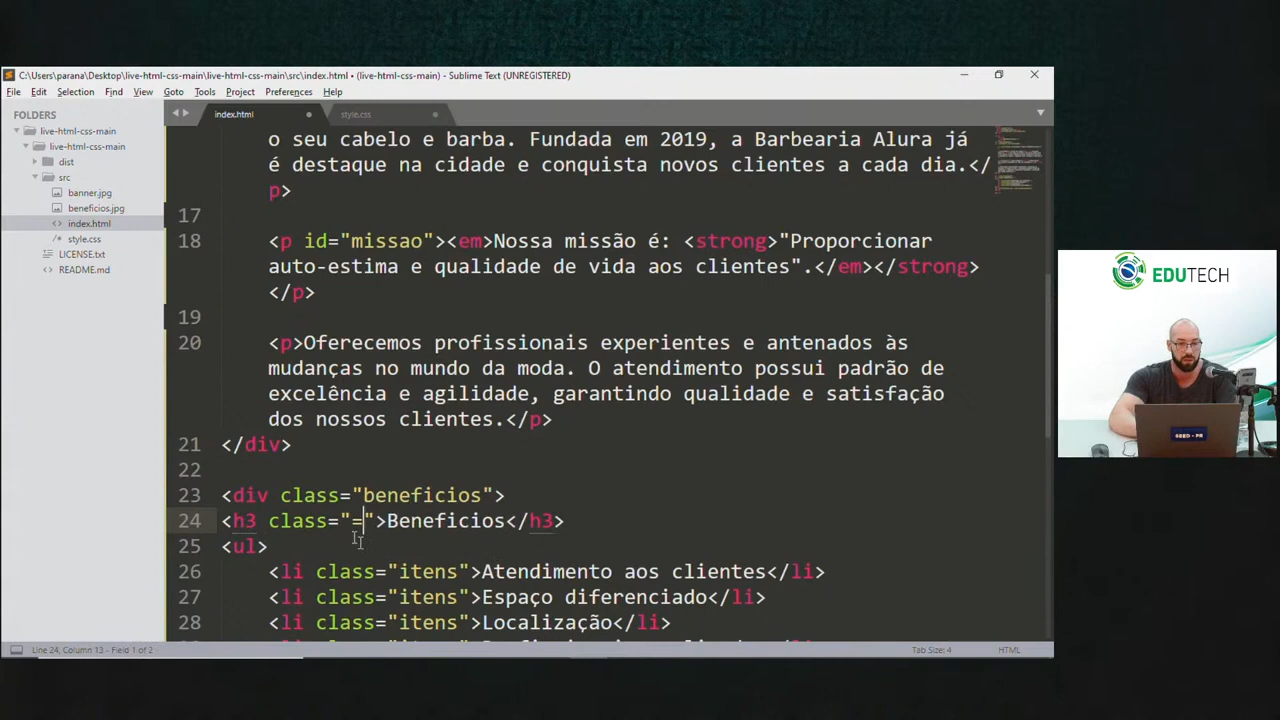 C:\Users\parana\Desktop\live-html-css-main\live-html-css-main\src\index.html • (live-html-css-main) - Sublime Text (UNREGISTERED)
File Edit Selection Find View Goto Tools Project Preferences Help
FOLDERS
live-html-css-main
live-html-css-main
dist
src
banner.jpg
beneficios.jpg
index.html
style.css
LICENSE.txt
README.md
index.html style.css
o seu cabelo e barba. Fundada em 2019, a Barbearia Alura já
é destaque na cidade e conquista novos clientes a cada dia.</
p>
17
18 <p id="missao"><em>Nossa missão é: <strong>"Proporcionar
auto-estima e qualidade de vida aos clientes".</em></strong>
</p>
19
20 <p>Oferecemos profissionais experientes e antenados às
mudanças no mundo da moda. O atendimento possui padrão de
excelência e agilidade, garantindo qualidade e satisfação
dos nossos clientes.</p>
21 </div>
22
23 <div class="beneficios">
24 <h3 class="=">Beneficios</h3>
25 <ul>
26 <li class="itens">Atendimento aos clientes</li>
27 <li class="itens">Espaço diferenciado</li>
28 <li class="itens">Localização</li>
Line 24, Column 13 - Field 1 of 2
Tab Size: 4
HTML
EDUTECH
SEED - PR